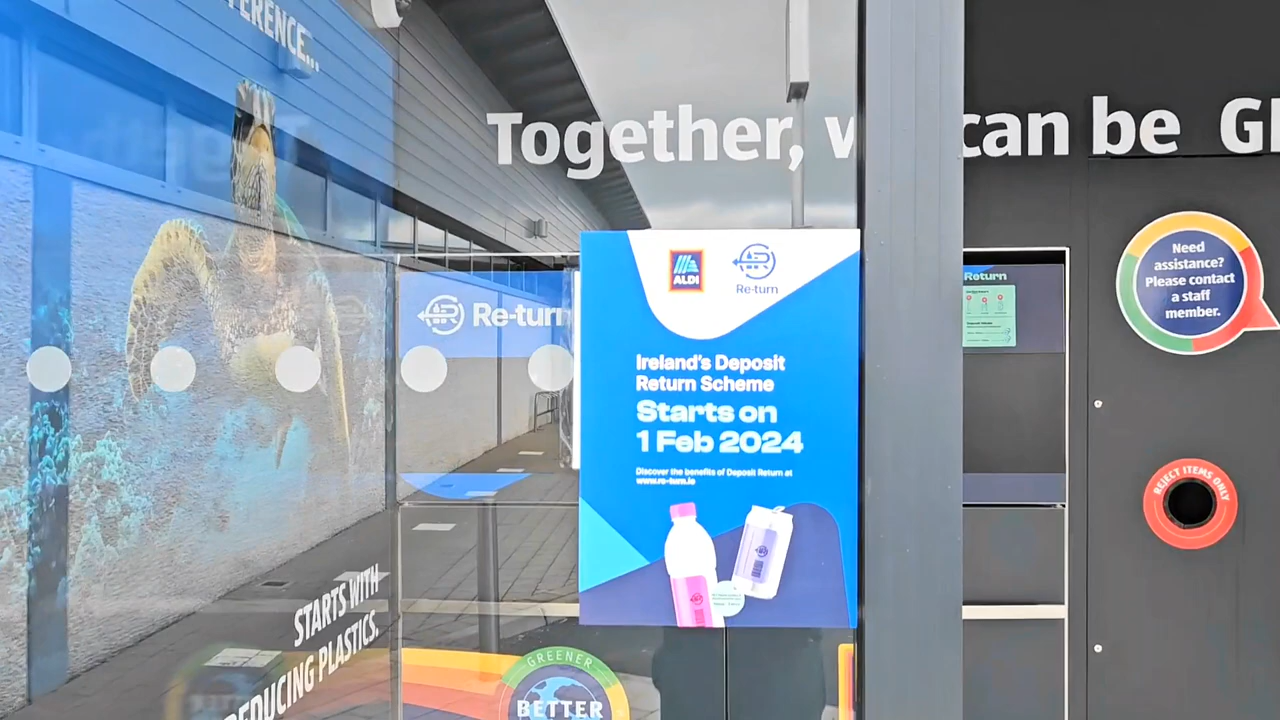 FERENCE...
Together, w can be
ALDI
Re-turn
Return
Need
assistance?
Please contact
a staff
member.
Re-turn
Ireland's Deposit
Return Scheme
Starts on
1 Feb 2024
Discover the benefits of Deposit Return at
www.re-turn.ie
REJECT ITEMS ONLY
STARTS WITH
REDUCING PLASTICS.
GREENER
BETTER